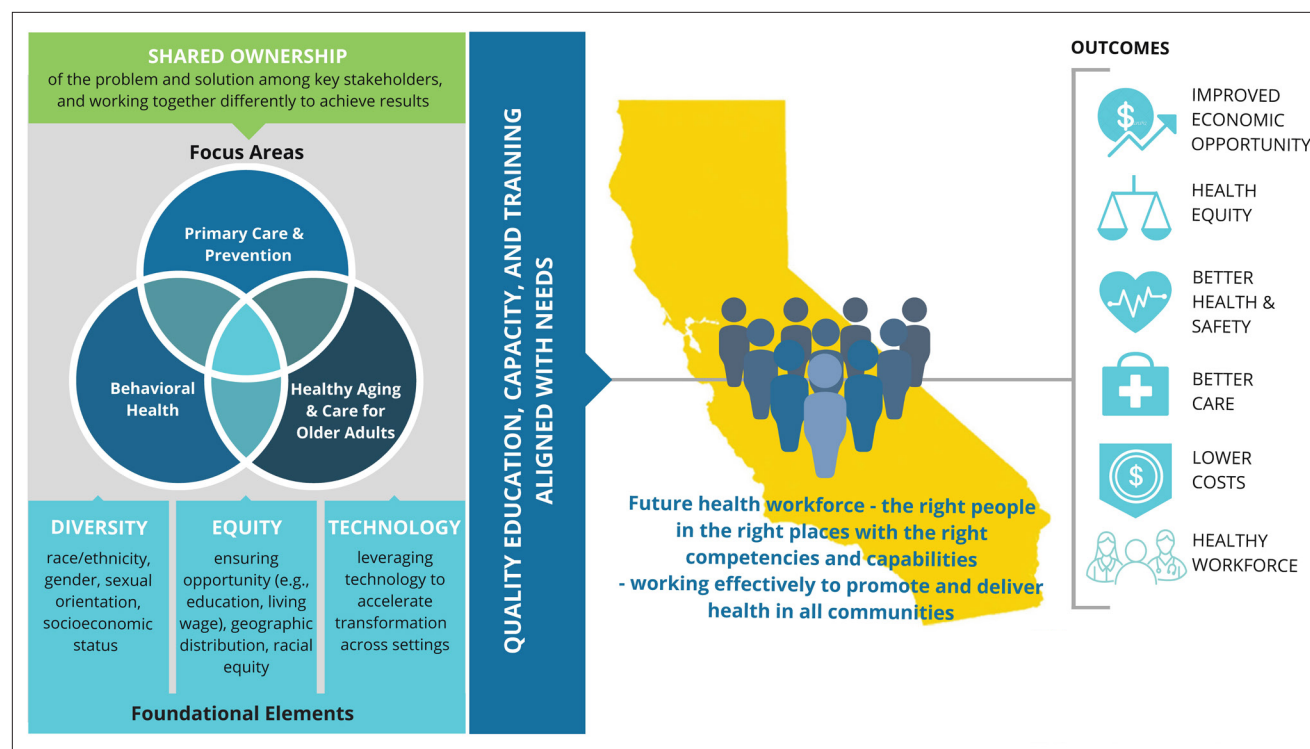 SHARED OWNERSHIP
of the problem and solution among key stakeholders,
and working together differently to achieve results
Focus Areas
Primary Care &
Prevention
Behavioral
Health
Healthy Aging
& Care for
Older Adults
DIVERSITY
race/ethnicity,
gender, sexual
orientation,
socioeconomic
status
EQUITY
ensuring
opportunity (e.g.,
education, living
wage), geographic
distribution, racial
equity
TECHNOLOGY
leveraging
technology to
accelerate
transformation
across settings
Foundational Elements
QUALITY EDUCATION, CAPACITY, AND TRAINING
ALIGNED WITH NEEDS
Future health workforce - the right people
in the right places with the right
competencies and capabilities
- working effectively to promote and deliver
health in all communities
OUTCOMES
$
IMPROVED
ECONOMIC
OPPORTUNITY
HEALTH
EQUITY
BETTER
HEALTH &
SAFETY
BETTER
CARE
$
LOWER
COSTS
HEALTHY
WORKFORCE